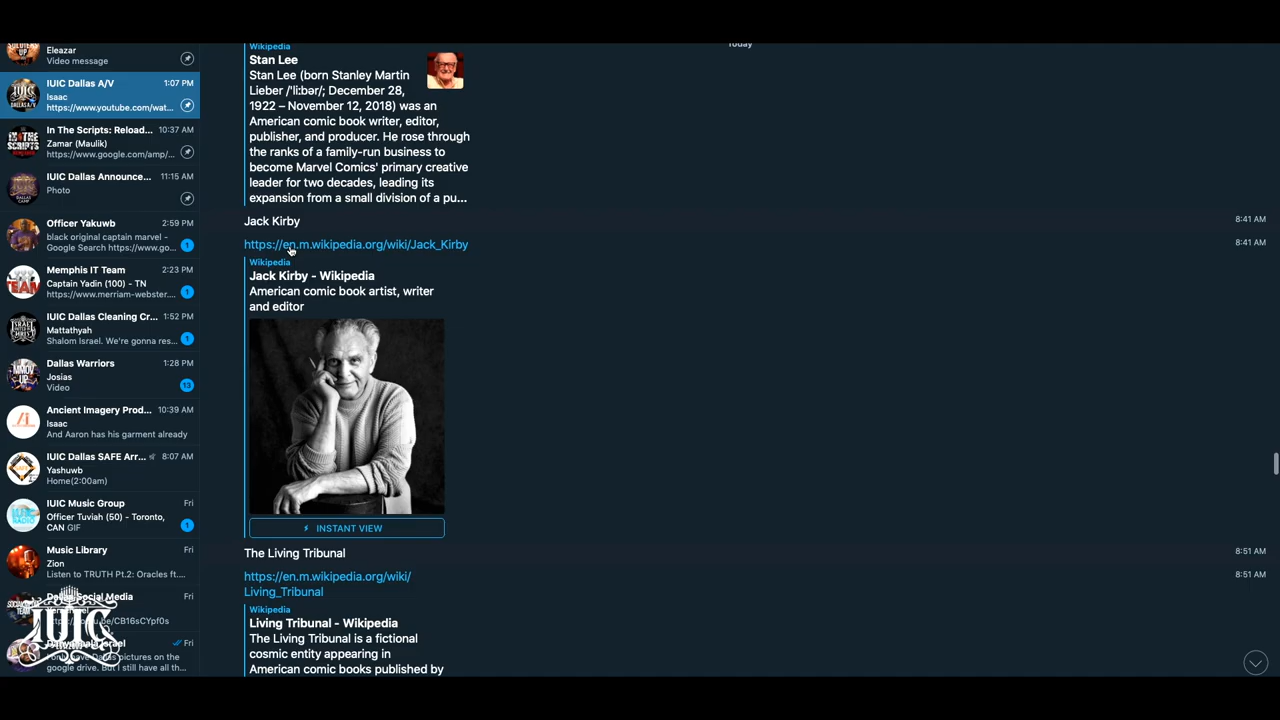 Eleazar
Video message
IUIC Dallas A/V 1:07 PM
Isaac
https://www.youtube.com/wat...
In The Scripts: Reload... 10:37 AM
Zamar (Maulik)
https://www.google.com/amp/...
IUIC Dallas Announce... 11:15 AM
Photo
Officer Yakuwb 2:59 PM
black original captain marvel -
Google Search https://www.go... 1
Memphis IT Team 2:23 PM
Captain Yadin (100) - TN
https://www.merriam-webster.... 1
IUIC Dallas Cleaning Cr... 1:52 PM
Mattathyah
Shalom Israel. We're gonna res... 1
Dallas Warriors 1:28 PM
Josias
Video 13
Ancient Imagery Prod... 10:39 AM
Isaac
And Aaron has his garment already
IUIC Dallas SAFE Arr... 8:07 AM
Yashuwb
Home(2:00am)
IUIC Music Group Fri
Officer Tuviah (50) - Toronto,
CAN GIF 1
Music Library Fri
Zion
Listen to TRUTH Pt.2: Oracles ft....
Social Media Fri
be/CB16sCYpf0s
Israel Fri
pictures on the
google drive. But I still have all th...
IUIC
Today
Wikipedia
Stan Lee
Stan Lee (born Stanley Martin
Lieber /ˈliːbər/; December 28,
1922 – November 12, 2018) was an
American comic book writer, editor,
publisher, and producer. He rose through
the ranks of a family-run business to
become Marvel Comics' primary creative
leader for two decades, leading its
expansion from a small division of a pu...
Jack Kirby 8:41 AM
https://en.m.wikipedia.org/wiki/Jack_Kirby 8:41 AM
Wikipedia
Jack Kirby - Wikipedia
American comic book artist, writer
and editor
INSTANT VIEW
The Living Tribunal 8:51 AM
https://en.m.wikipedia.org/wiki/ 8:51 AM
Living_Tribunal
Wikipedia
Living Tribunal - Wikipedia
The Living Tribunal is a fictional
cosmic entity appearing in
American comic books published by